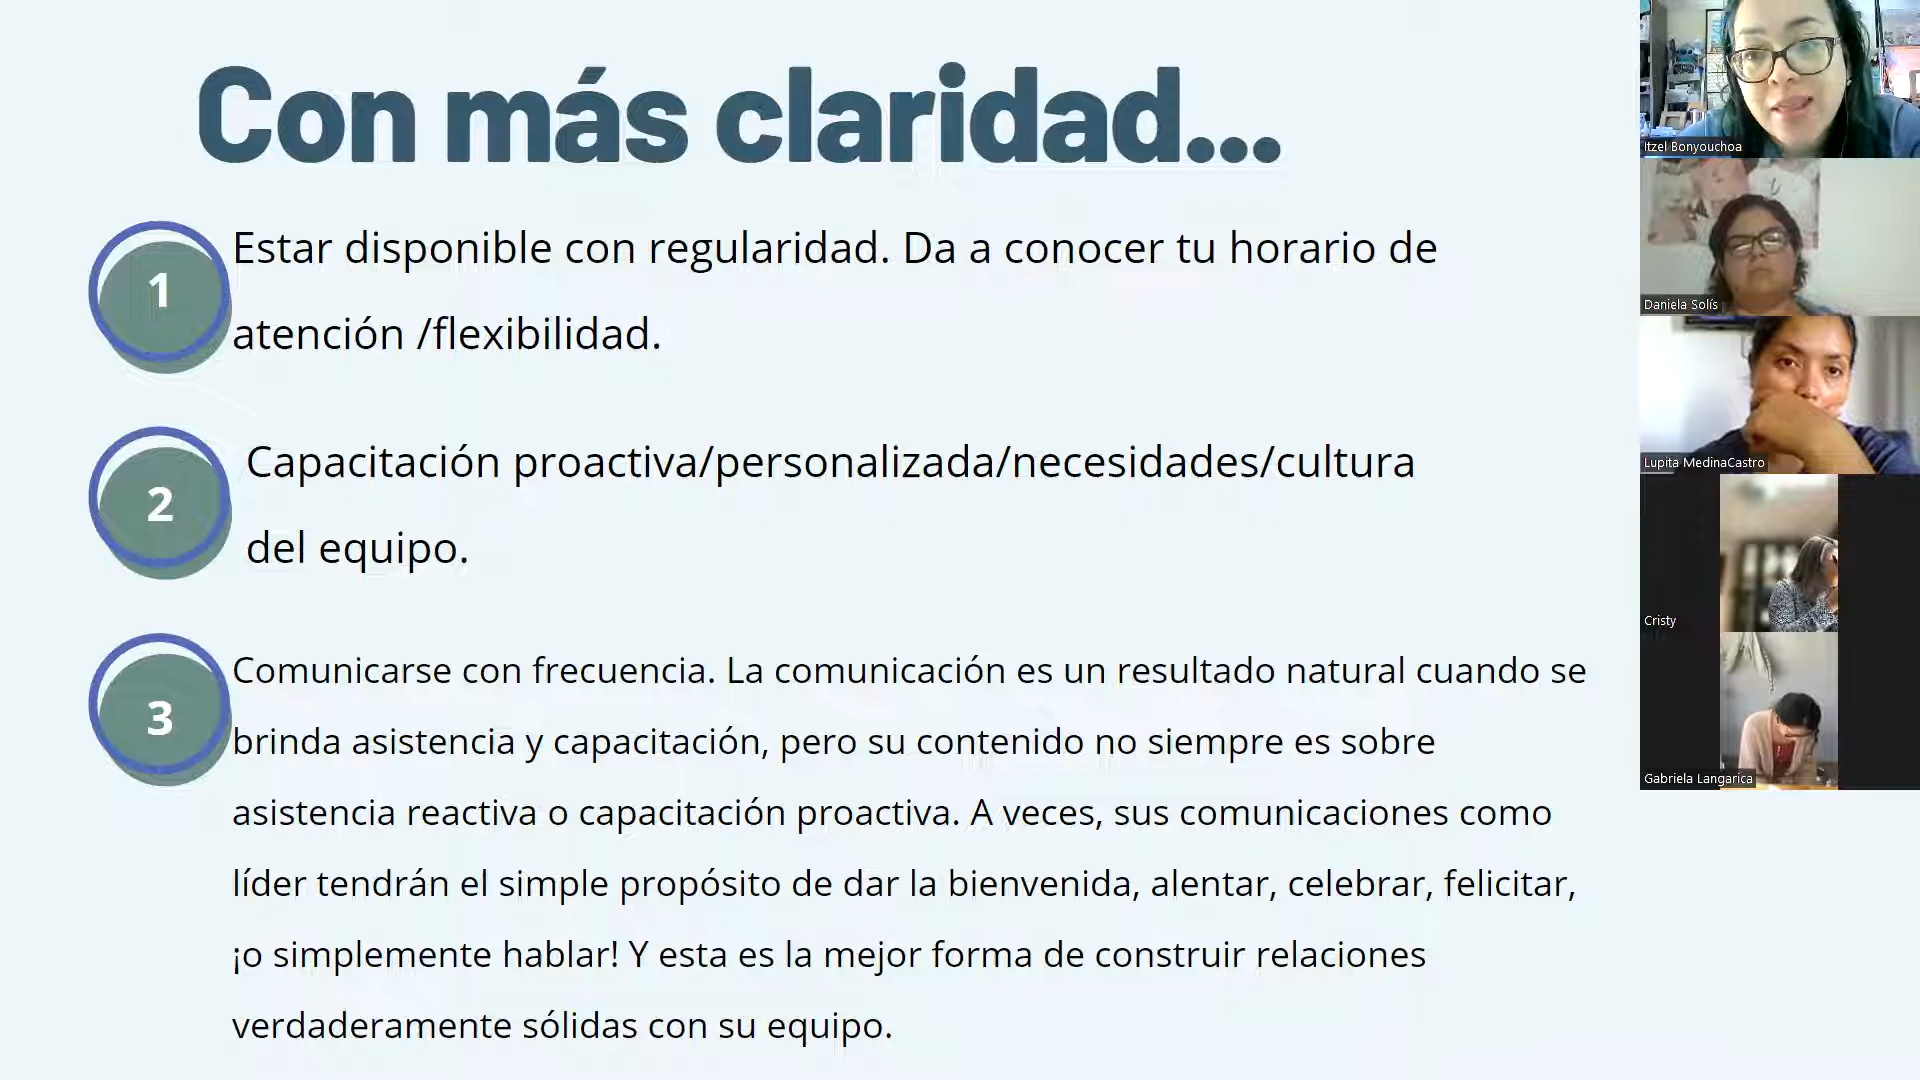 Con más claridad...
1
Estar disponible con regularidad. Da a conocer tu horario de
atención /flexibilidad.
2
Capacitación proactiva/personalizada/necesidades/cultura
del equipo.
3
Comunicarse con frecuencia. La comunicación es un resultado natural cuando se
brinda asistencia y capacitación, pero su contenido no siempre es sobre
asistencia reactiva o capacitación proactiva. A veces, sus comunicaciones como
líder tendrán el simple propósito de dar la bienvenida, alentar, celebrar, felicitar,
¡o simplemente hablar! Y esta es la mejor forma de construir relaciones
verdaderamente sólidas con su equipo.
Itzel Bonyouchoa
Daniela Solís
Lupita MedinaCastro
Cristy
Gabriela Langarica